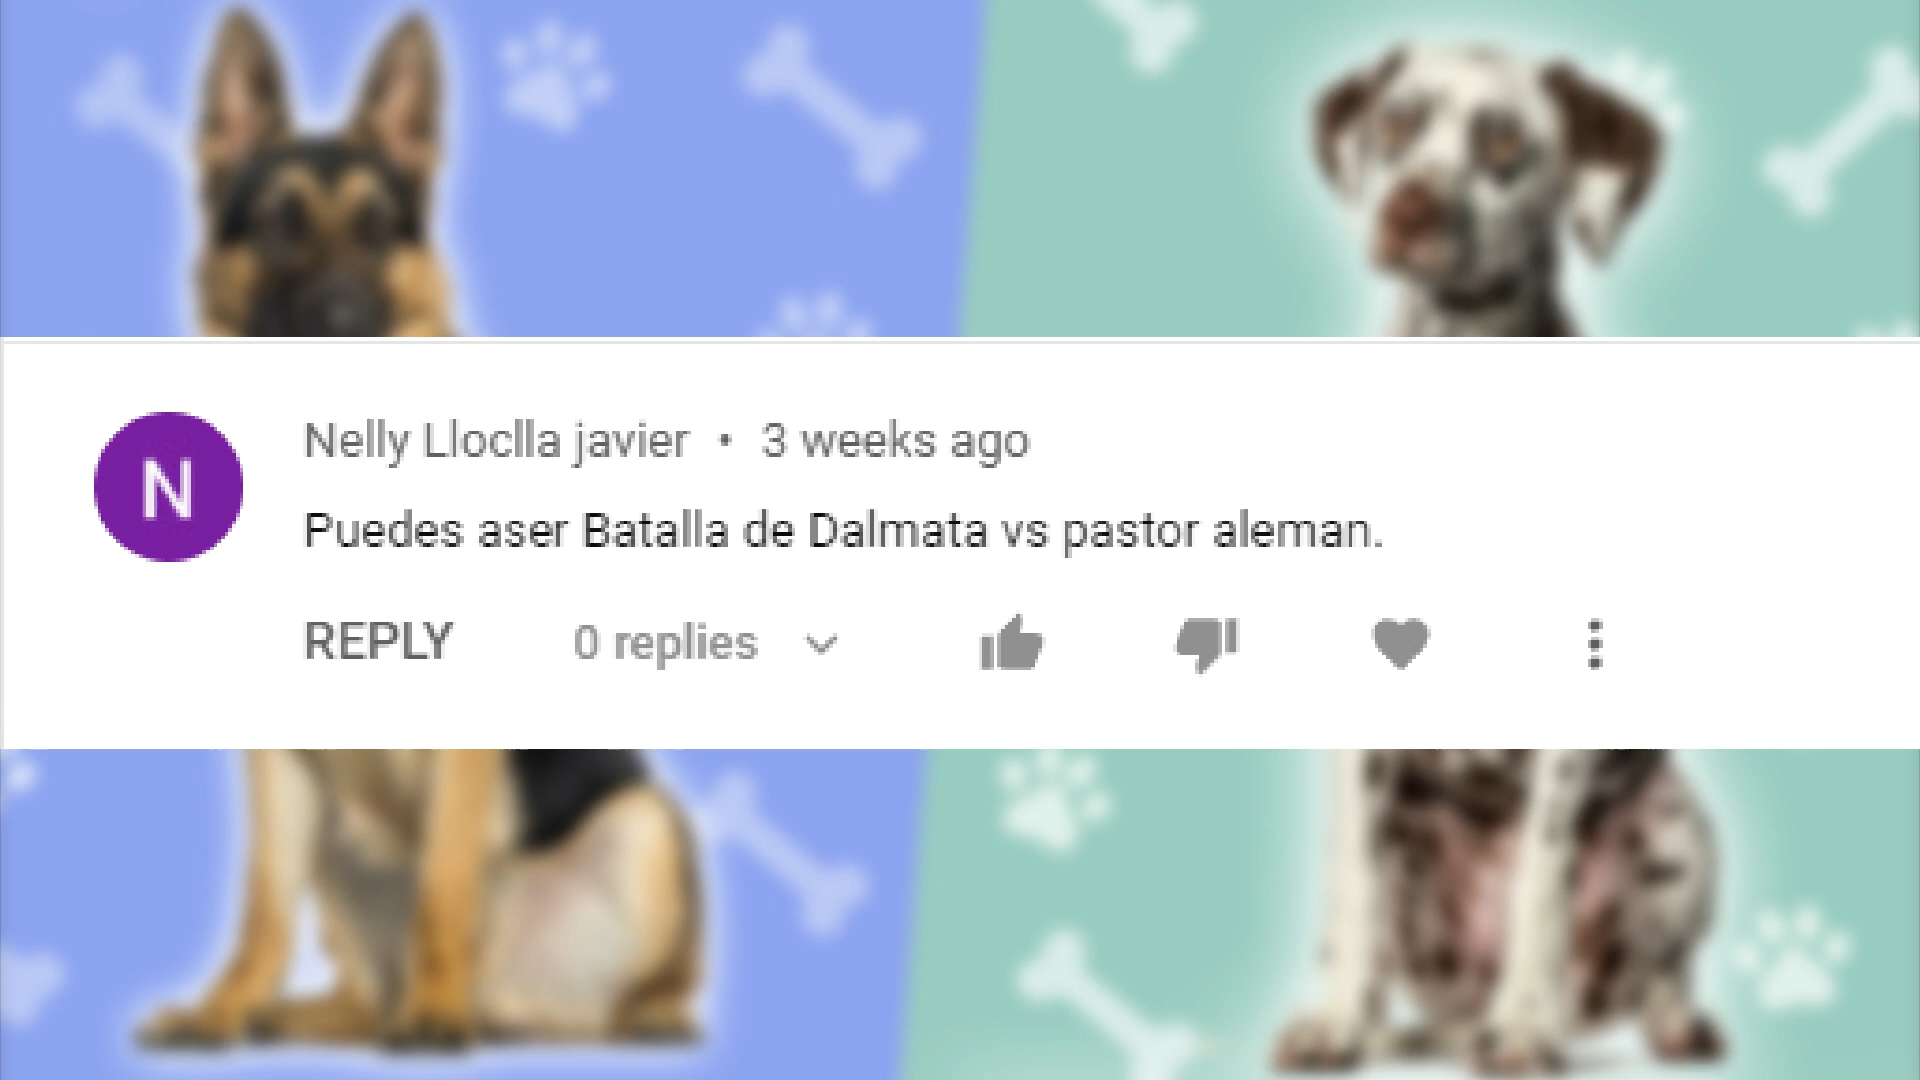 N
Nelly Lloclla javier • 3 weeks ago
Puedes aser Batalla de Dalmata vs pastor aleman.
REPLY 0 replies